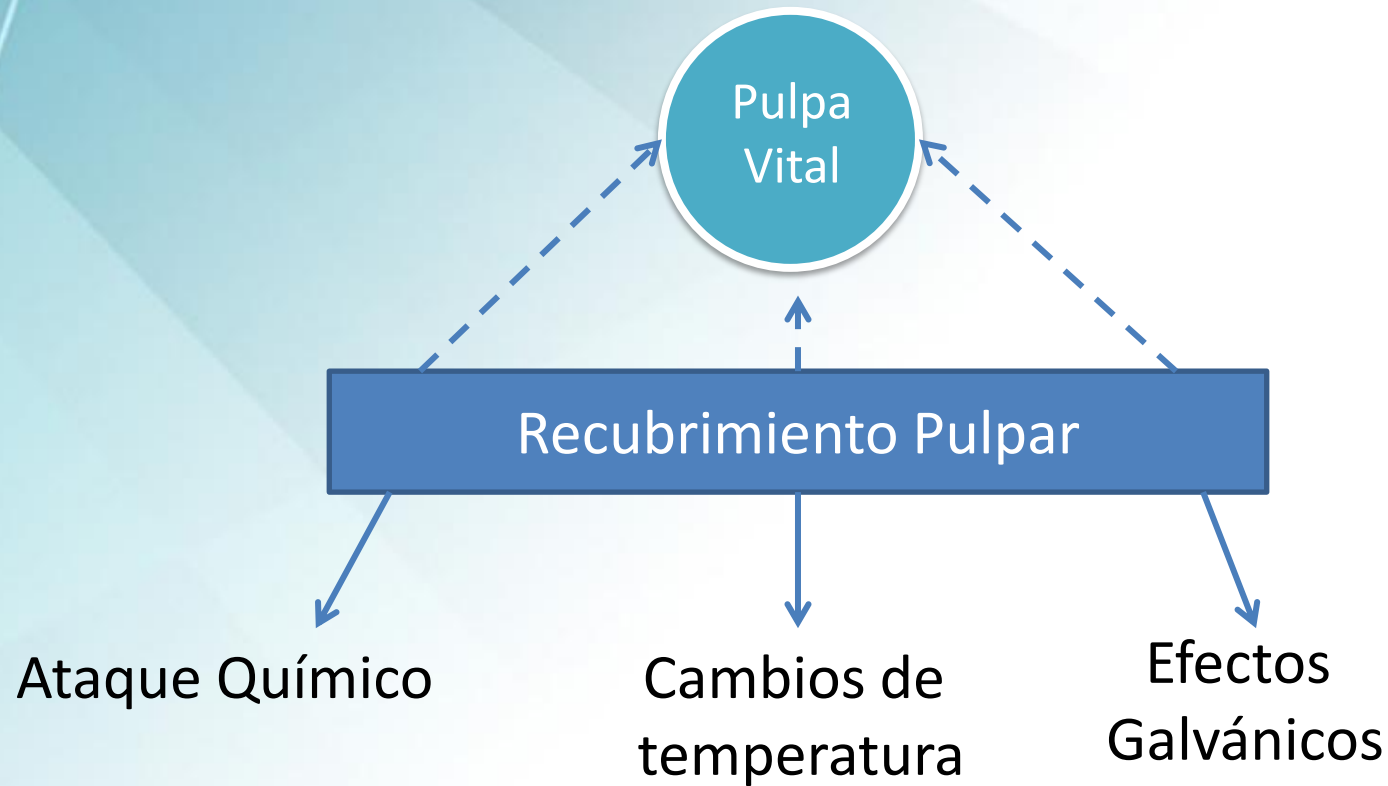 Pulpa
Vital
Recubrimiento Pulpar
Ataque Químico
Cambios de
temperatura
Efectos
Galvánicos